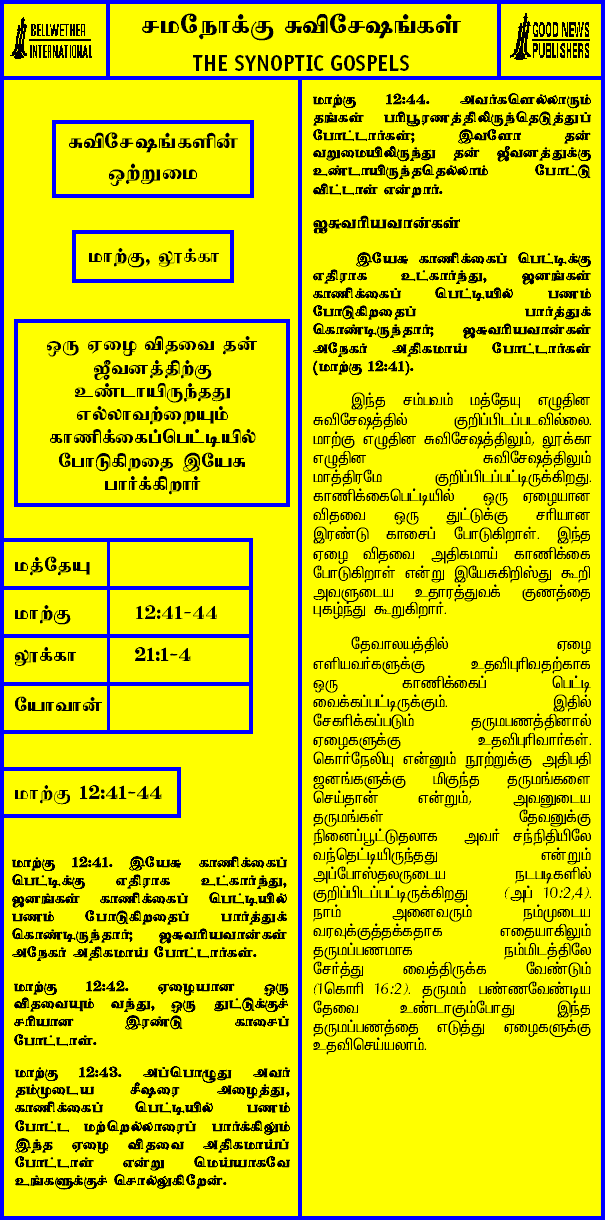 BELLWETHER
INTERNATIONAL
சமநோக்கு சுவிசேஷங்கள்
THE SYNOPTIC GOSPELS
GOOD NEWS
PUBLISHERS
சுவிசேஷங்களின்
ஒற்றுமை
மாற்கு, லூக்கா
ஒரு ஏழை விதவை தன்
ஜீவனத்திற்கு
உண்டாயிருந்தது
எல்லாவற்றையும்
காணிக்கைப்பெட்டியில்
போடுகிறதை இயேசு
பார்க்கிறார்
மத்தேயு
மாற்கு 12:41-44
லூக்கா 21:1-4
யோவான்
மாற்கு 12:41-44
மாற்கு 12:41. இயேசு காணிக்கைப்
பெட்டிக்கு எதிராக உட்கார்ந்து,
ஜனங்கள் காணிக்கைப் பெட்டியில்
பணம் போடுகிறதைப் பார்த்துக்
கொண்டிருந்தார்; ஐசுவரியவான்கள்
அநேகர் அதிகமாய் போட்டார்கள்.
மாற்கு 12:42. ஏழையான ஒரு
விதவையும் வந்து, ஒரு துட்டுக்குச்
சரியான இரண்டு காசைப்
போட்டாள்.
மாற்கு 12:43. அப்பொழுது அவர்
தம்முடைய சீஷரை அழைத்து,
காணிக்கைப் பெட்டியில் பணம்
போட்ட மற்றெல்லாரைப் பார்க்கிலும்
இந்த ஏழை விதவை அதிகமாய்ப்
போட்டாள் என்று மெய்யாகவே
உங்களுக்குச் சொல்லுகிறேன்.
மாற்கு 12:44. அவர்களெல்லாரும்
தங்கள் பரிபூரணத்திலிருந்தெடுத்துப்
போட்டார்கள்; இவளோ தன்
வறுமையிலிருந்து தன் ஜீவனத்துக்கு
உண்டாயிருந்ததெல்லாம் போட்டு
விட்டாள் என்றார்.
ஐசுவரியவான்கள்
இயேசு காணிக்கைப் பெட்டிக்கு
எதிராக உட்கார்ந்து, ஜனங்கள்
காணிக்கைப் பெட்டியில் பணம்
போடுகிறதைப் பார்த்துக்
கொண்டிருந்தார்; ஐசுவரியவான்கள்
அநேகர் அதிகமாய் போட்டார்கள்
(மாற்கு 12:41).
இந்த சம்பவம் மத்தேயு எழுதின
சுவிசேஷத்தில் குறிப்பிடப்படவில்லை.
மாற்கு எழுதின சுவிசேஷத்திலும், லூக்கா
எழுதின சுவிசேஷத்திலும்
மாத்திரமே குறிப்பிடப்பட்டிருக்கிறது.
காணிக்கைபெட்டியில் ஒரு ஏழையான
விதவை ஒரு துட்டுக்கு சரியான
இரண்டு காசைப் போடுகிறாள். இந்த
ஏழை விதவை அதிகமாய் காணிக்கை
போடுகிறாள் என்று இயேசுகிறிஸ்து கூறி
அவளுடைய உதாரத்துவக் குணத்தை
புகழ்ந்து கூறுகிறார்.
தேவாலயத்தில் ஏழை
எளியவர்களுக்கு உதவிபுரிவதற்காக
ஒரு காணிக்கைப் பெட்டி
வைக்கப்பட்டிருக்கும். இதில்
சேகரிக்கப்படும் தருமபணத்தினால்
ஏழைகளுக்கு உதவிபுரிவார்கள்.
கொர்நேலியு என்னும் நூற்றுக்கு அதிபதி
ஜனங்களுக்கு மிகுந்த தருமங்களை
செய்தான் என்றும், அவனுடைய
தருமங்கள் தேவனுக்கு
நினைப்பூட்டுதலாக அவர் சந்நிதியிலே
வந்தெட்டியிருந்தது என்றும்
அப்போஸ்தலருடைய நடபடிகளில்
குறிப்பிடப்பட்டிருக்கிறது (அப் 10:2,4).
நாம் அனைவரும் நம்முடைய
வரவுக்குத்தக்கதாக எதையாகிலும்
தருமப்பணமாக நம்மிடத்திலே
சேர்த்து வைத்திருக்க வேண்டும்
(1கொரி 16:2). தருமம் பண்ணவேண்டிய
தேவை உண்டாகும்போது இந்த
தருமப்பணத்தை எடுத்து ஏழைகளுக்கு
உதவிசெய்யலாம்.